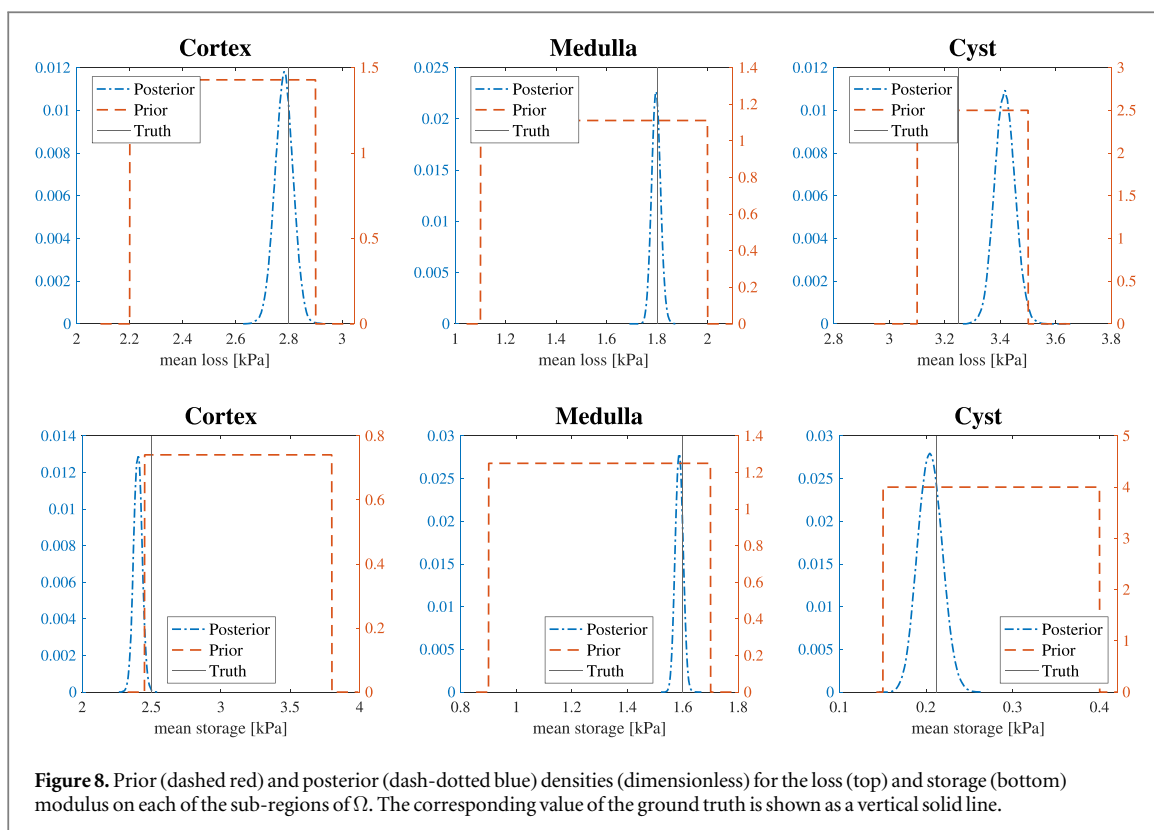 Cortex
0.012
0.01
0.008
0.006
0.004
0.002
0
Posterior
Prior
Truth
1.5
1
0.5
0
2 2.2 2.4 2.6 2.8 3
mean loss [kPa]
Medulla
0.025
0.02
0.015
0.01
0.005
0
Posterior
Prior
Truth
1.4
1.2
1
0.8
0.6
0.4
0.2
0
1 1.2 1.4 1.6 1.8 2
mean loss [kPa]
Cyst
0.012
0.01
0.008
0.006
0.004
0.002
0
Posterior
Prior
Truth
3
2.5
2
1.5
1
0.5
0
2.8 3 3.2 3.4 3.6 3.8
mean loss [kPa]
Cortex
0.014
0.012
0.01
0.008
0.006
0.004
0.002
0
Posterior
Prior
Truth
0.8
0.6
0.4
0.2
0
2 2.5 3 3.5 4
mean storage [kPa]
Medulla
0.03
0.025
0.02
0.015
0.01
0.005
0
Posterior
Prior
Truth
1.4
1.2
1
0.8
0.6
0.4
0.2
0
0.8 1 1.2 1.4 1.6 1.8
mean storage [kPa]
Cyst
0.03
0.025
0.02
0.015
0.01
0.005
0
Posterior
Prior
Truth
5
4
3
2
1
0
0.1 0.2 0.3 0.4
mean storage [kPa]
Figure 8. Prior (dashed red) and posterior (dash-dotted blue) densities (dimensionless) for the loss (top) and storage (bottom)
modulus on each of the sub-regions of Ω. The corresponding value of the ground truth is shown as a vertical solid line.